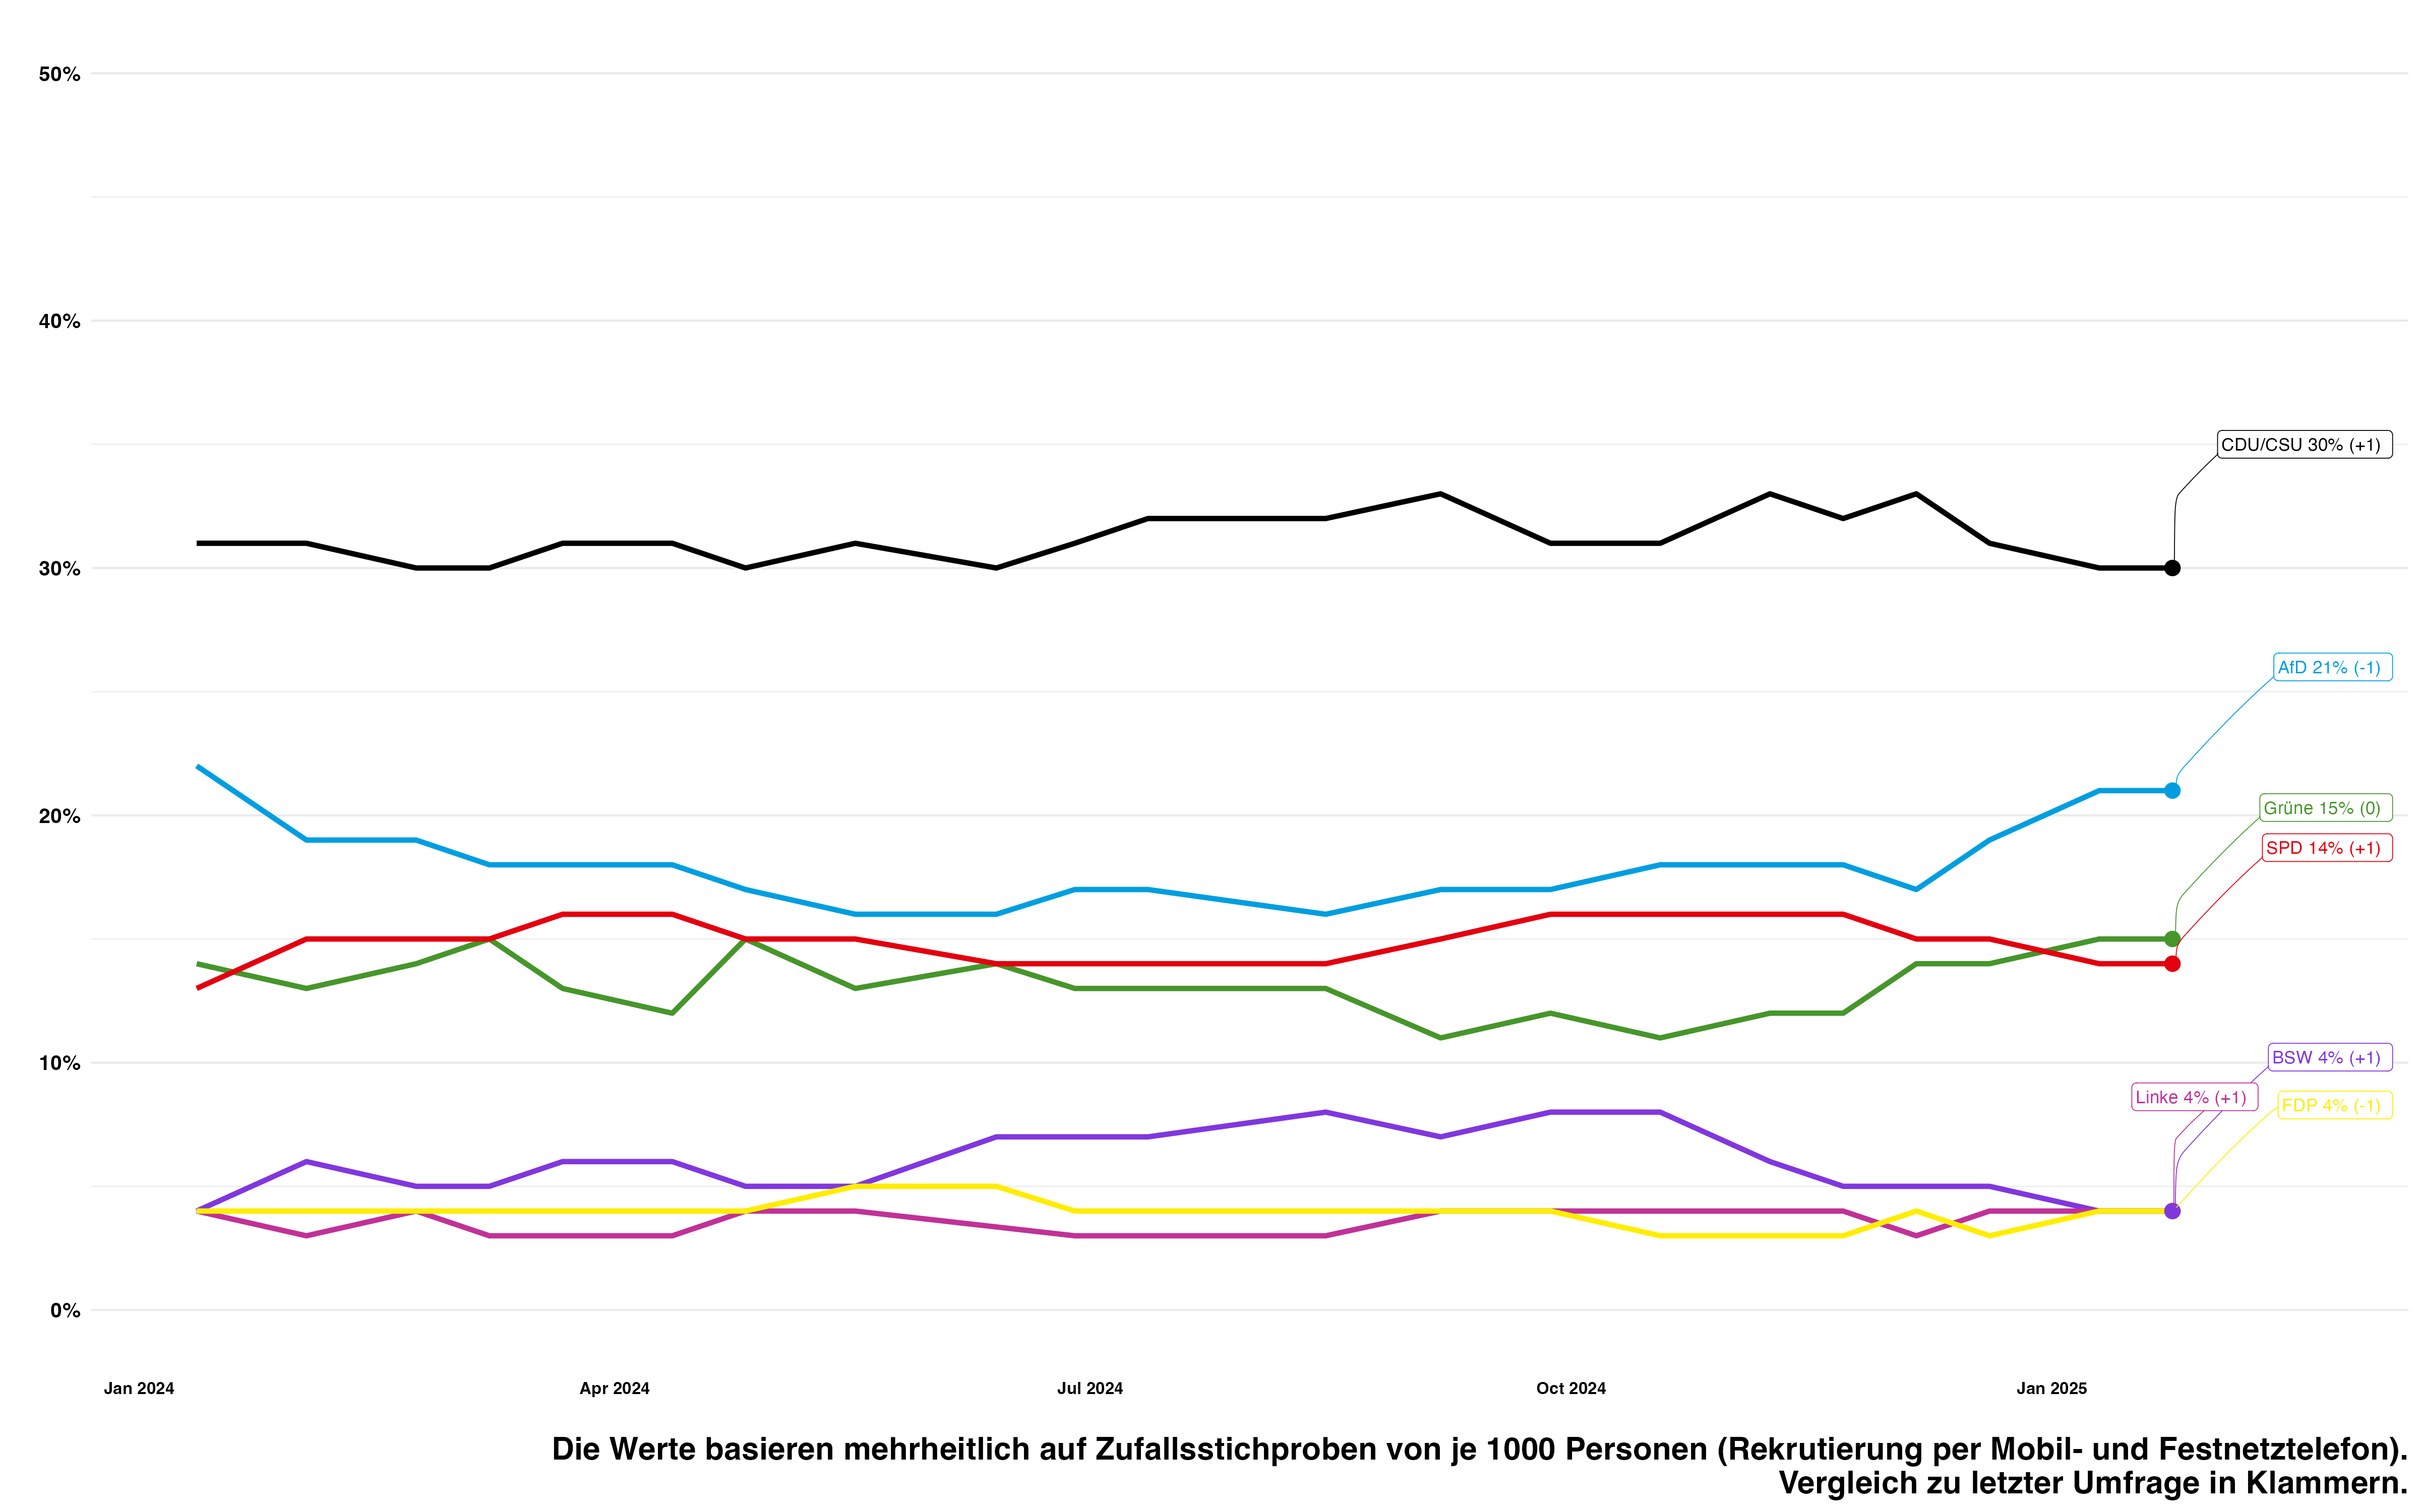 50%
40%
30%
20%
10%
0%
CDU/CSU 30% (+1)
AfD 21% (-1)
Grüne 15% (0)
SPD 14% (+1)
BSW 4% (+1)
Linke 4% (+1)
FDP 4% (-1)
Jan 2024
Apr 2024
Jul 2024
Oct 2024
Jan 2025
Die Werte basieren mehrheitlich auf Zufallsstichproben von je 1000 Personen (Rekrutierung per Mobil- und Festnetztelefon).
Vergleich zu letzter Umfrage in Klammern.